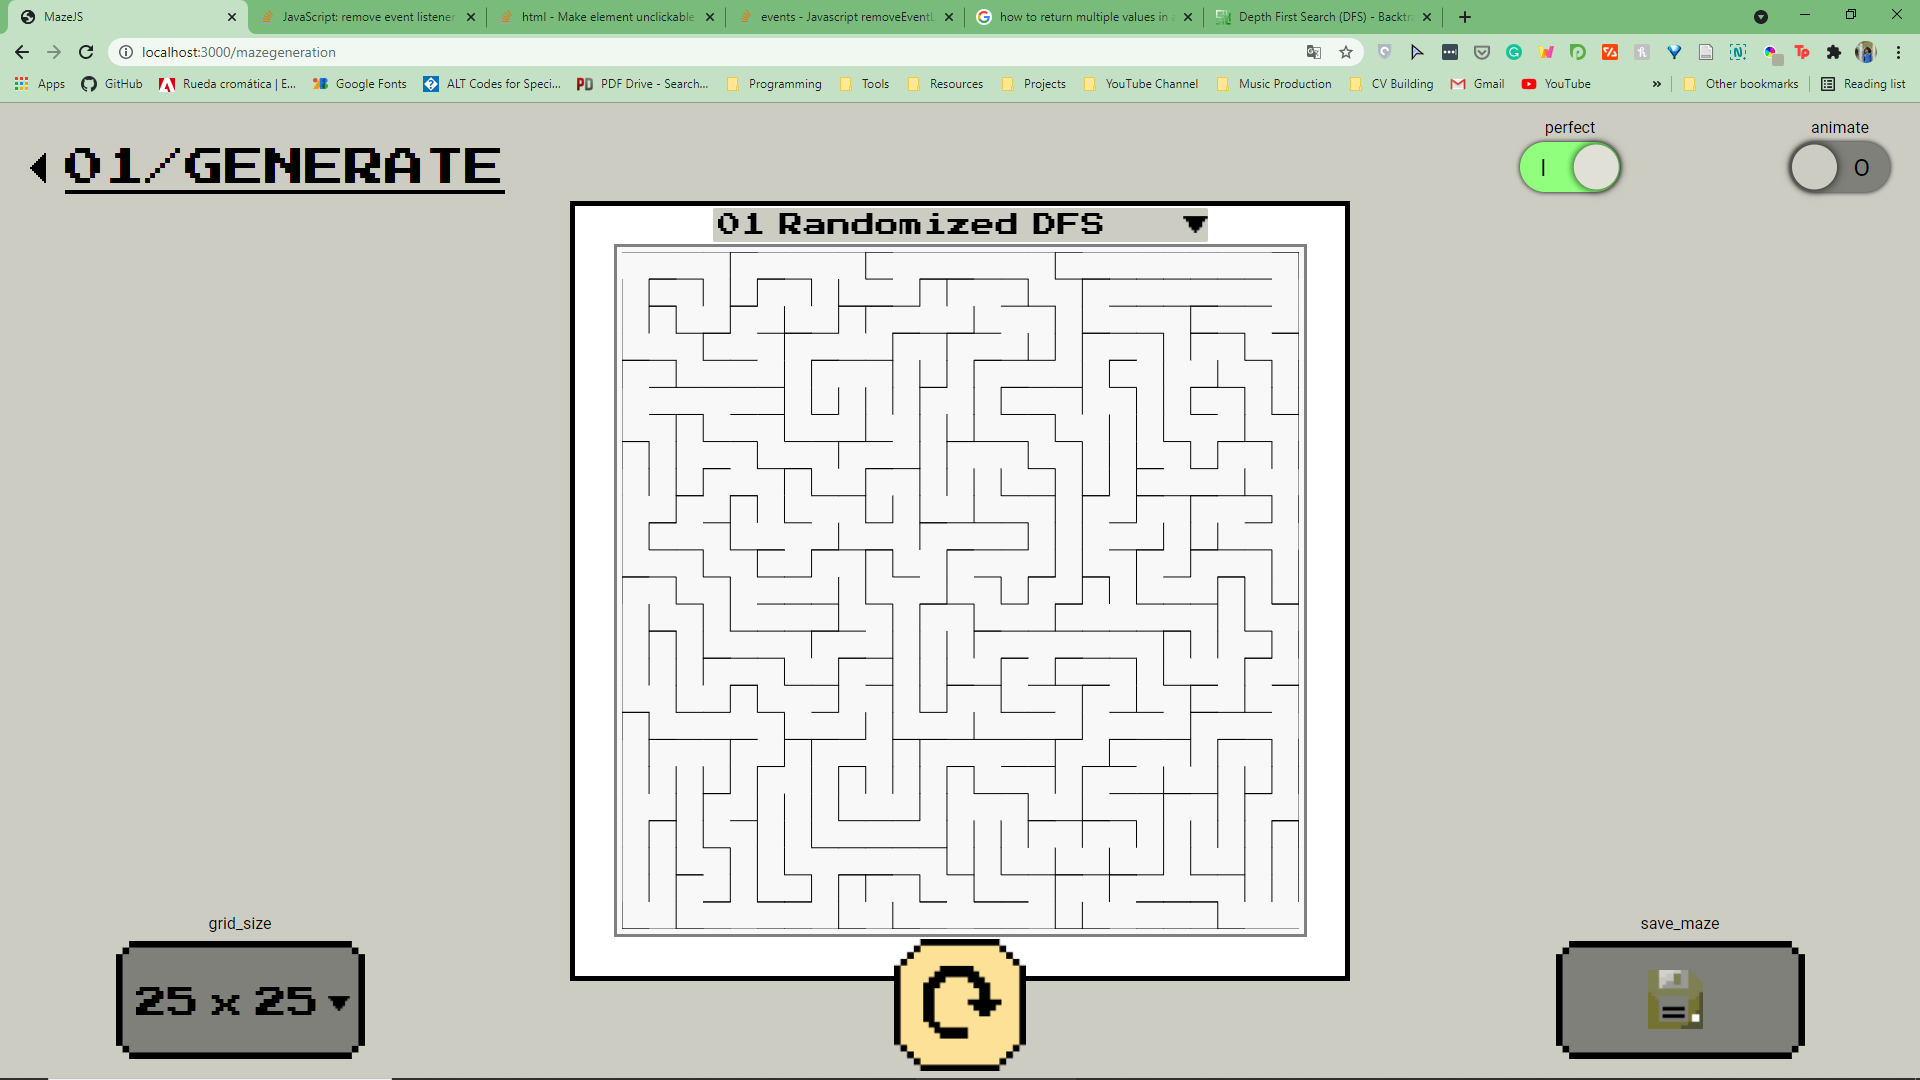 MazeJS
JavaScript: remove event listener
html - Make element unclickable
events - Javascript removeEventL
how to return multiple values in
Depth First Search (DFS) - Backtr
localhost:3000/mazegeneration
Apps
GitHub
Rueda cromática | E...
Google Fonts
ALT Codes for Speci...
PD PDF Drive - Search...
Programming
Tools
Resources
Projects
YouTube Channel
Music Production
CV Building
Gmail
YouTube
»
Other bookmarks
Reading list
perfect
animate
01/GENERATE
I
O
01 Randomized DFS
grid_size
25 x 25
save_maze